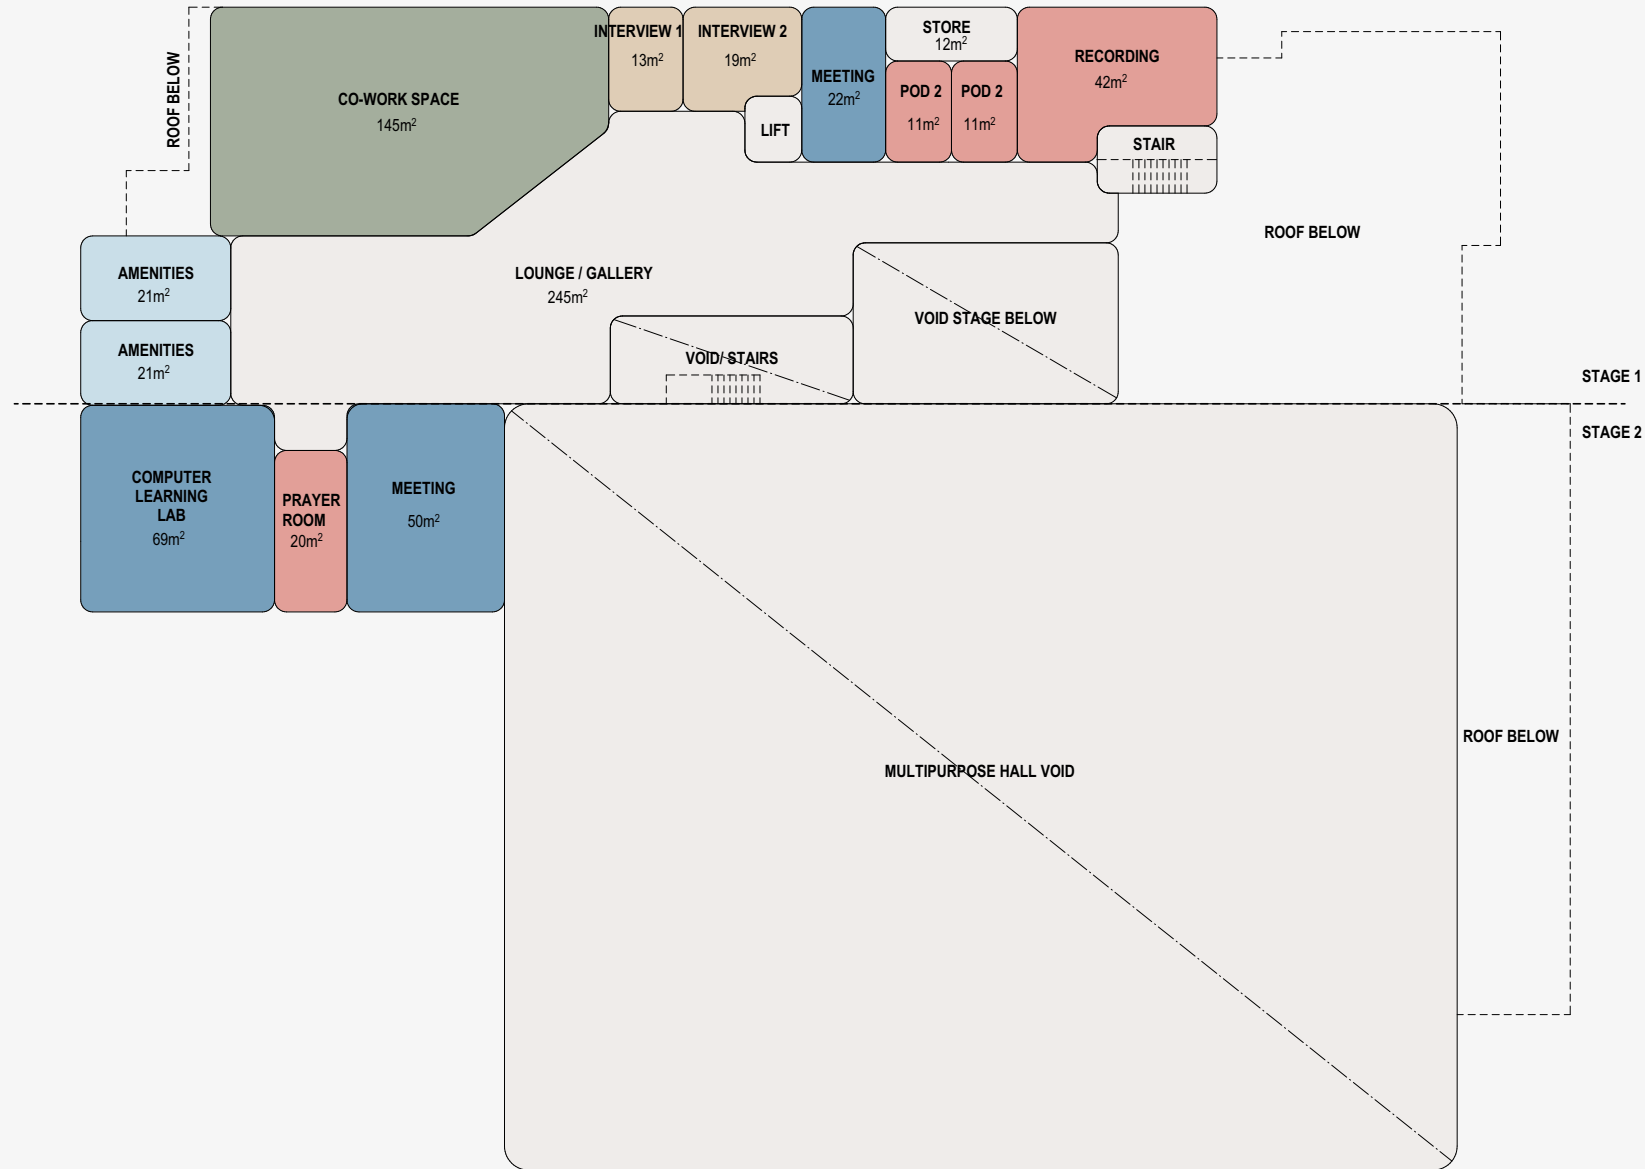 ROOF BELOW
CO-WORK SPACE
145m²
INTERVIEW 1
13m²
INTERVIEW 2
19m²
LIFT
MEETING
22m²
STORE
12m²
POD 2
11m²
POD 2
11m²
RECORDING
42m²
STAIR
ROOF BELOW
AMENITIES
21m²
AMENITIES
21m²
LOUNGE / GALLERY
245m²
VOID/ STAIRS
VOID STAGE BELOW
STAGE 1
STAGE 2
COMPUTER
LEARNING
LAB
69m²
PRAYER
ROOM
20m²
MEETING
50m²
MULTIPURPOSE HALL VOID
ROOF BELOW